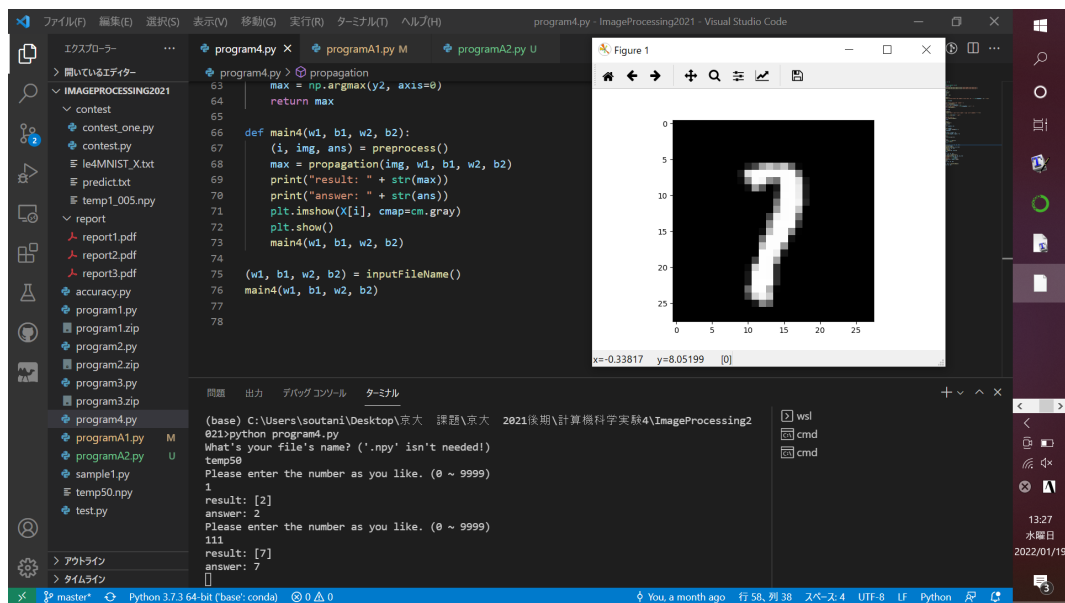 ファイル(F) 編集(E) 選択(S) 表示(V) 移動(G) 実行(R) ターミナル(T) ヘルプ(H) program4.py - ImageProcessing2021 - Visual Studio Code
エクスプローラー ···
program4.py × programA1.py M programA2.py U
開いているエディター
program4.py > propagation
IMAGEPROCESSING2021
contest
contest_one.py
contest.py
le4MNIST_X.txt
predict.txt
temp1_005.npy
report
report1.pdf
report2.pdf
report3.pdf
accuracy.py
program1.py
program1.zip
program2.py
program2.zip
program3.py
program3.zip
program4.py
programA1.py M
programA2.py U
sample1.py
temp50.npy
test.py
アウトライン
タイムライン
2
63 max = np.argmax(y2, axis=0)
64 return max
65
66 def main4(w1, b1, w2, b2):
67 (i, img, ans) = preprocess()
68 max = propagation(img, w1, b1, w2, b2)
69 print("result: " + str(max))
70 print("answer: " + str(ans))
71 plt.imshow(X[i], cmap=cm.gray)
72 plt.show()
73 main4(w1, b1, w2, b2)
74
75 (w1, b1, w2, b2) = inputFileName()
76 main4(w1, b1, w2, b2)
77
78
Figure 1
0
5
10
15
20
25
0 5 10 15 20 25
x=-0.33817 y=8.05199 [0]
問題 出力 デバッグ コンソール ターミナル
(base) C:\Users\soutani\Desktop\京大 課題\京大 2021後期\計算機科学実験4\ImageProcessing2
021>python program4.py
What's your file's name? ('.npy' isn't needed!)
temp50
Please enter the number as you like. (0 ~ 9999)
1
result: [2]
answer: 2
Please enter the number as you like. (0 ~ 9999)
111
result: [7]
answer: 7
wsl
cmd
cmd
master* Python 3.7.3 64-bit ('base': conda) 0 0 You, a month ago 行 58、列 38 スペース: 4 UTF-8 LF Python
13:27
水曜日
2022/01/19
3